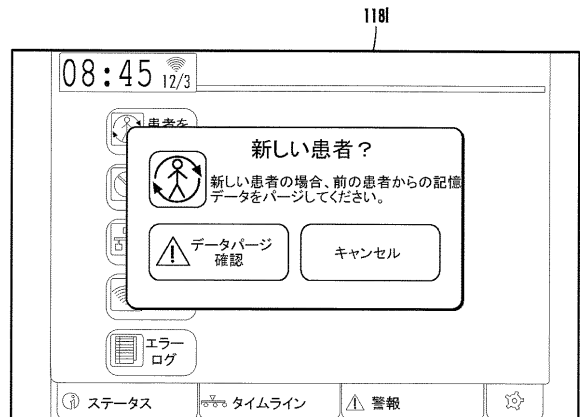 118l
08:45 12/3
患者を
新しい患者？
新しい患者の場合、前の患者からの記憶
データをパージしてください。
データパージ
確認
キャンセル
エラー
ログ
ステータス
タイムライン
警報